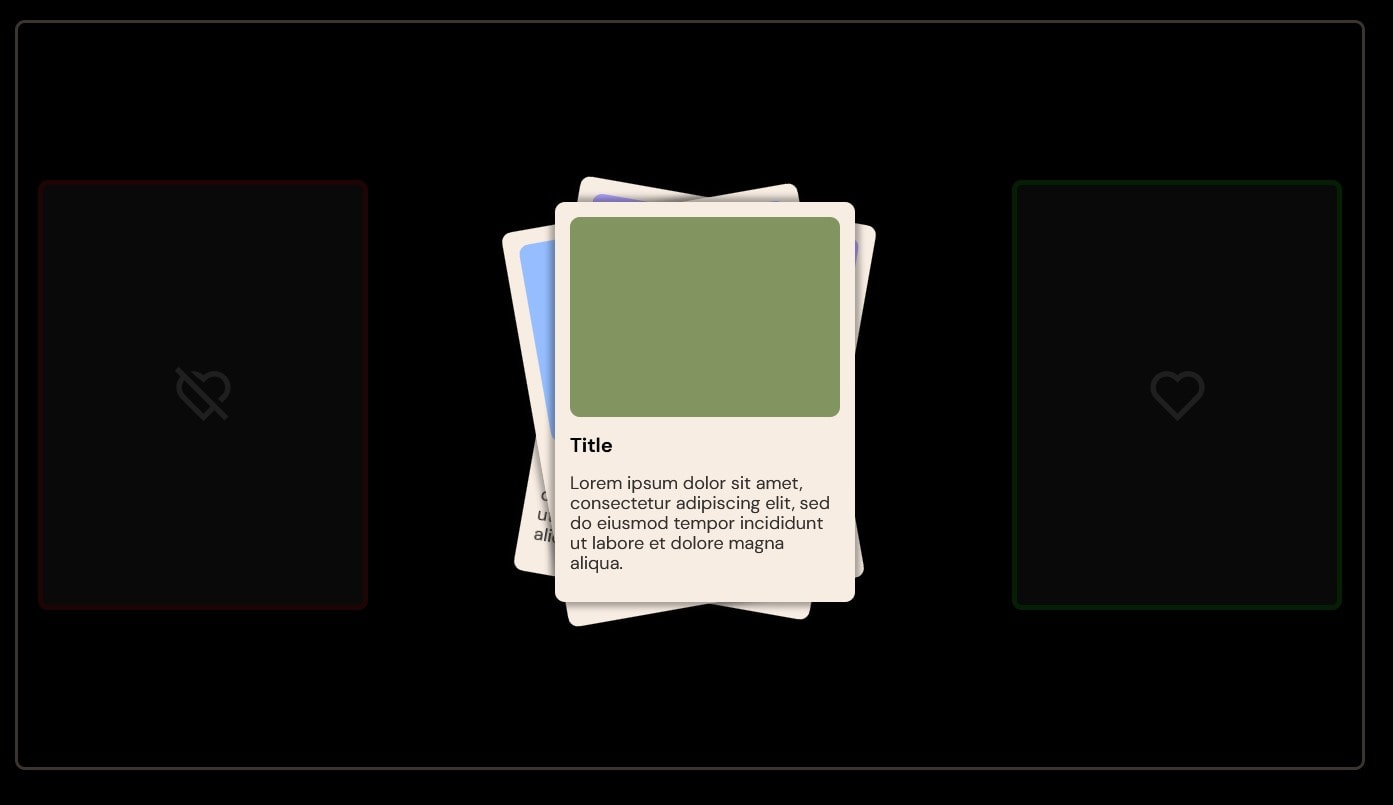 Title
Lorem ipsum dolor sit amet,
consectetur adipiscing elit, sed
do eiusmod tempor incididunt
ut labore et dolore magna
aliqua.